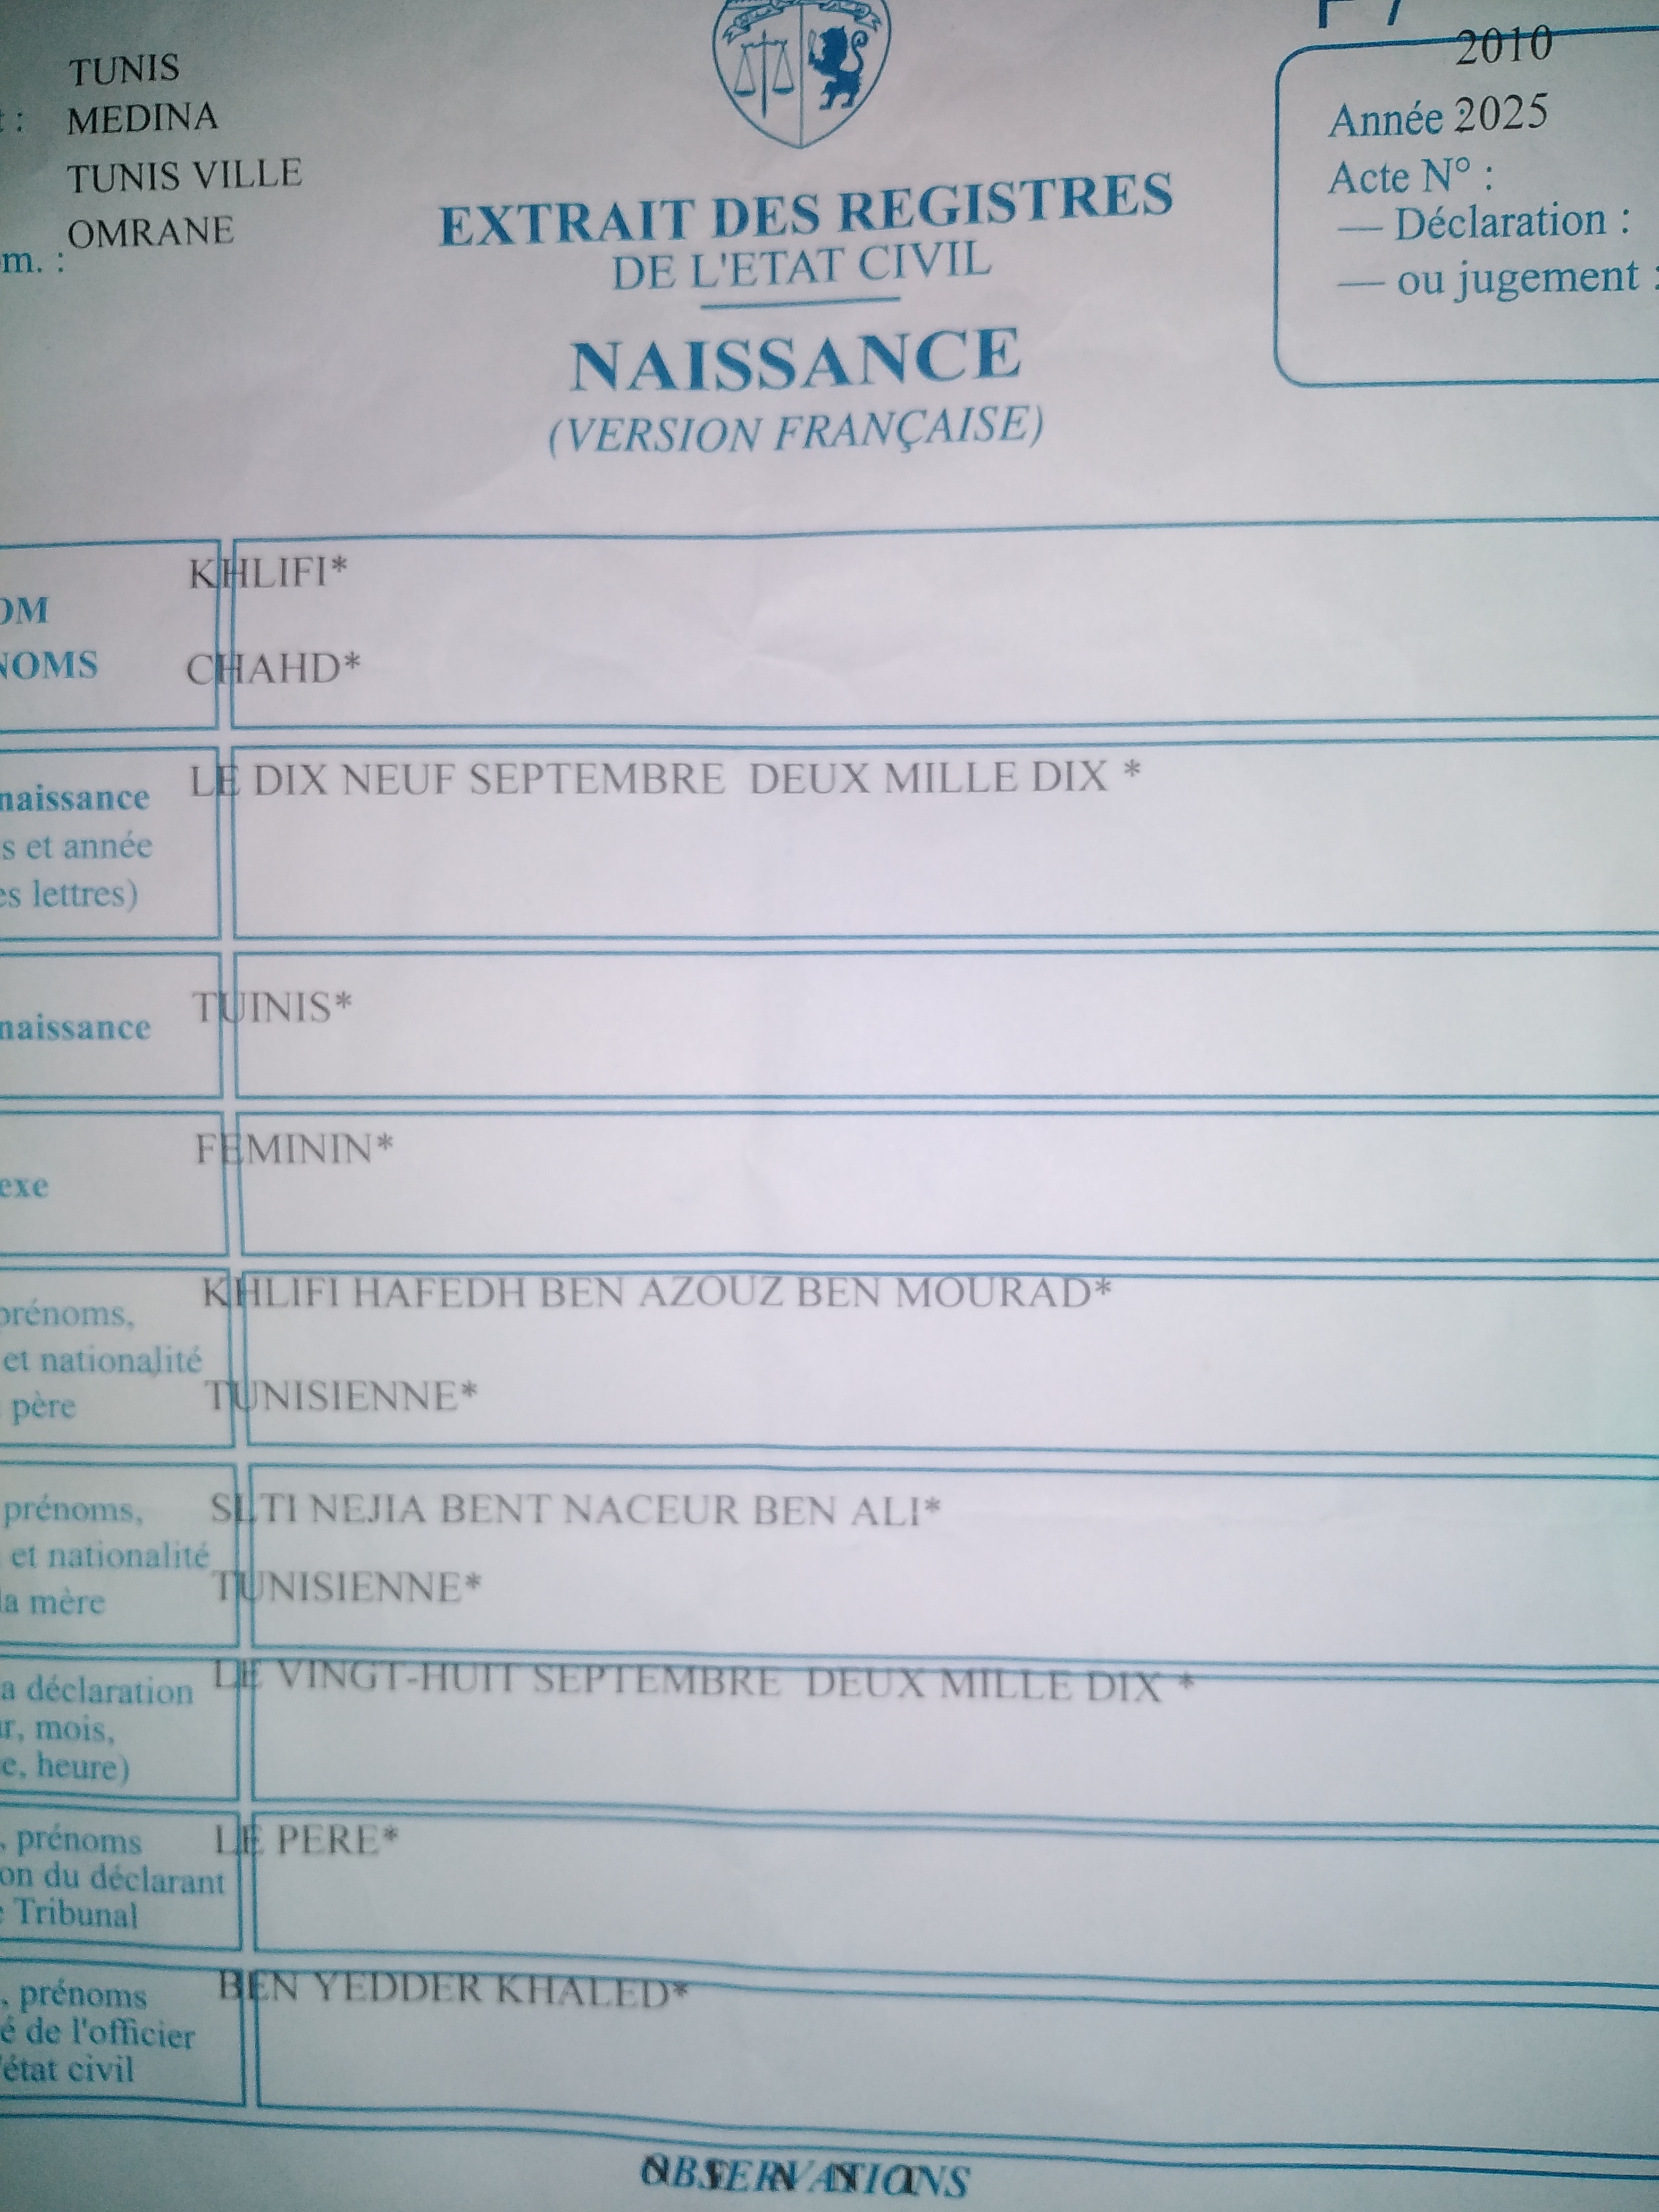 TUNIS
MEDINA
TUNIS VILLE
OMRANE
m. :
2010
Année 2025
Acte N° :
— Déclaration :
— ou jugement :
EXTRAIT DES REGISTRES
DE L'ETAT CIVIL
NAISSANCE
(VERSION FRANÇAISE)
KHLIFI*
OM
NOMS CHAHD*
LE DIX NEUF SEPTEMBRE DEUX MILLE DIX *
naissance
s et année
es lettres)
TUINIS*
naissance
FEMININ*
exe
KHLIFI HAFEDH BEN AZOUZ BEN MOURAD*
prénoms,
et nationalité
père TUNISIENNE*
prénoms, SLTI NEJIA BENT NACEUR BEN ALI*
et nationalité
la mère TUNISIENNE*
a déclaration LE VINGT-HUIT SEPTEMBRE DEUX MILLE DIX *
r, mois,
e, heure)
, prénoms LE PERE*
on du déclarant
e Tribunal
, prénoms BEN YEDDER KHALED*
é de l'officier
'état civil
OBSERVATIONS